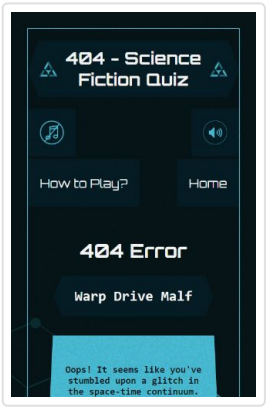 404 - Science
Fiction Quiz
How to Play?
Home
404 Error
Warp Drive Malf
Oops! It seems like you've
stumbled upon a glitch in
the space-time continuum.